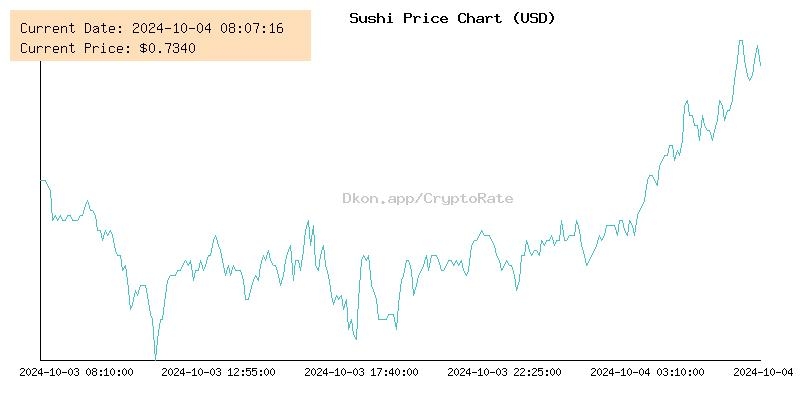 Sushi Price Chart (USD)
Current Date: 2024-10-04 08:07:16
Current Price: $0.7340
Dkon.app/CryptoRate
2024-10-03 08:10:00 2024-10-03 12:55:00 2024-10-03 17:40:00 2024-10-03 22:25:00 2024-10-04 03:10:00 2024-10-04